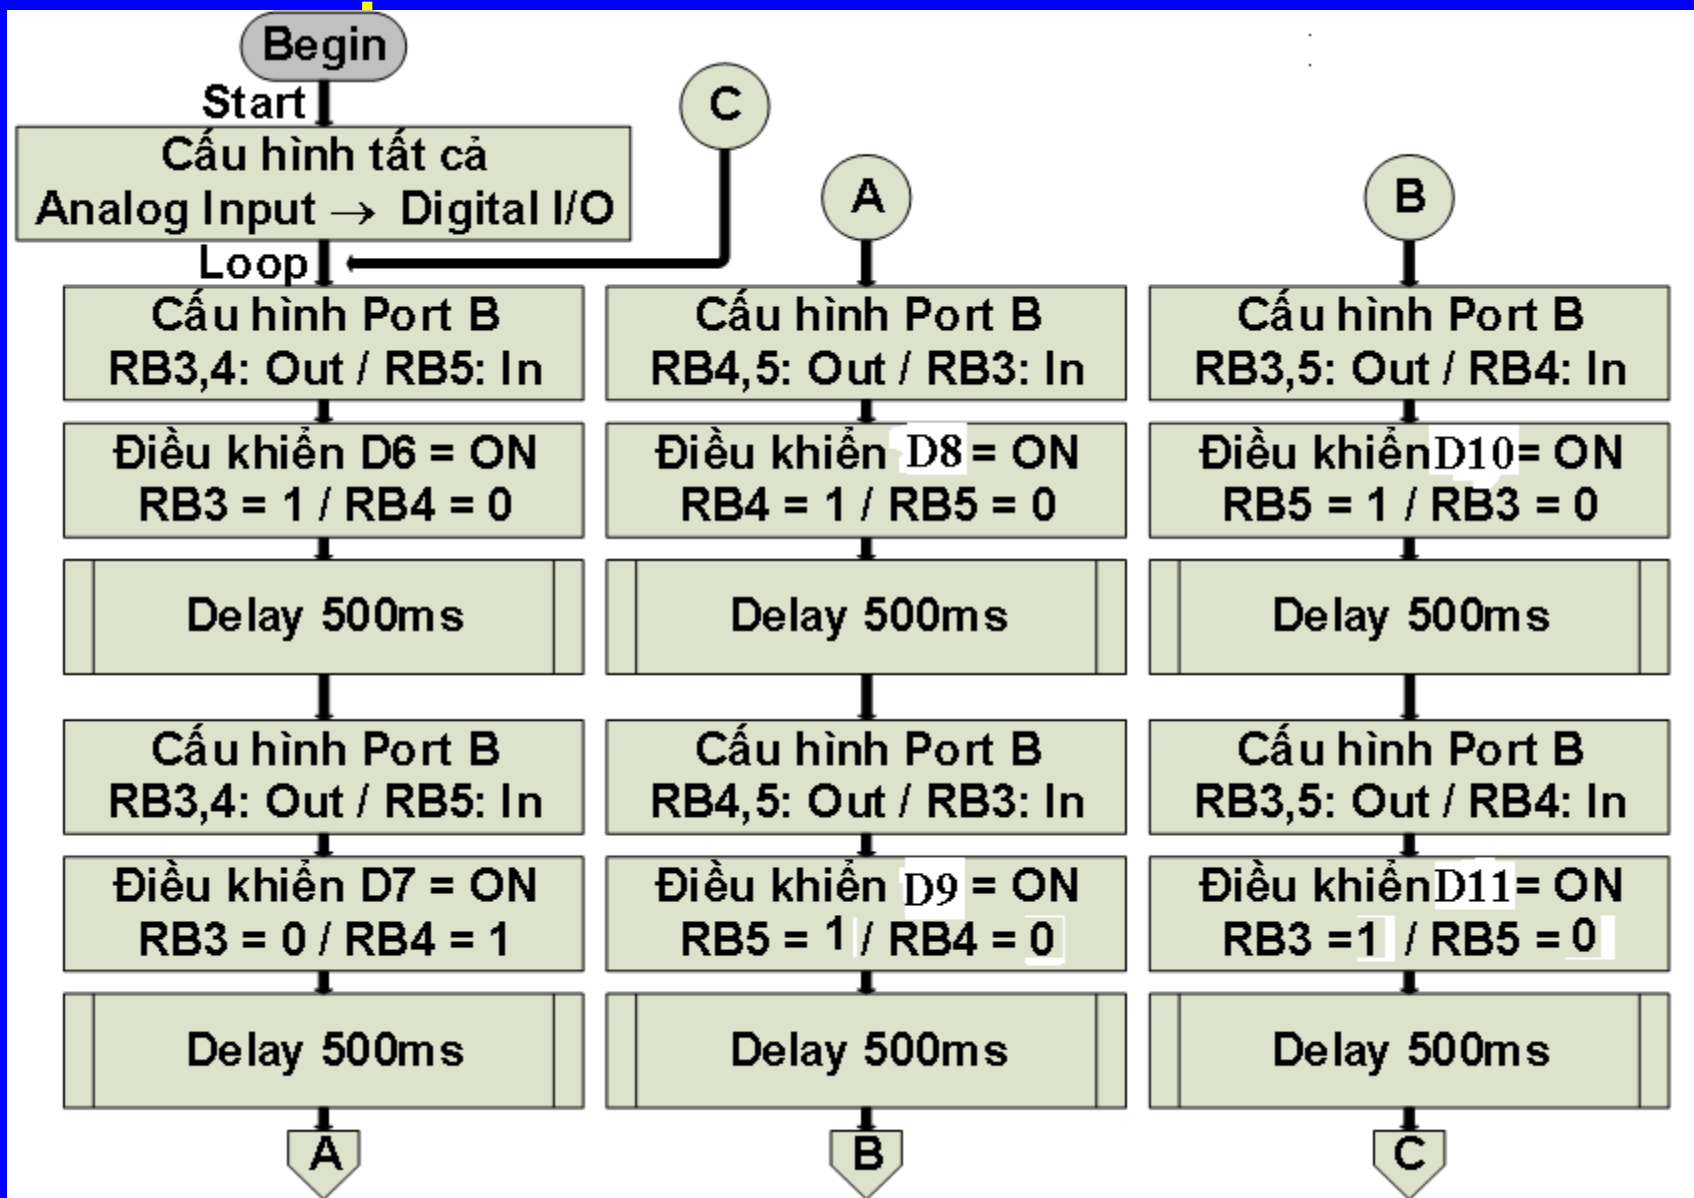 Begin
Start
Cấu hình tất cả
Analog Input → Digital I/O
Loop
Cấu hình Port B
RB3,4: Out / RB5: In
Điều khiển D6 = ON
RB3 = 1 / RB4 = 0
Delay 500ms
Cấu hình Port B
RB3,4: Out / RB5: In
Điều khiển D7 = ON
RB3 = 0 / RB4 = 1
Delay 500ms
A
C
A
Cấu hình Port B
RB4,5: Out / RB3: In
Điều khiển D8 = ON
RB4 = 1 / RB5 = 0
Delay 500ms
Cấu hình Port B
RB4,5: Out / RB3: In
Điều khiển D9 = ON
RB5 = 1 / RB4 = 0
Delay 500ms
B
B
Cấu hình Port B
RB3,5: Out / RB4: In
Điều khiển D10 = ON
RB5 = 1 / RB3 = 0
Delay 500ms
Cấu hình Port B
RB3,5: Out / RB4: In
Điều khiển D11 = ON
RB3 =1 / RB5 = 0
Delay 500ms
C